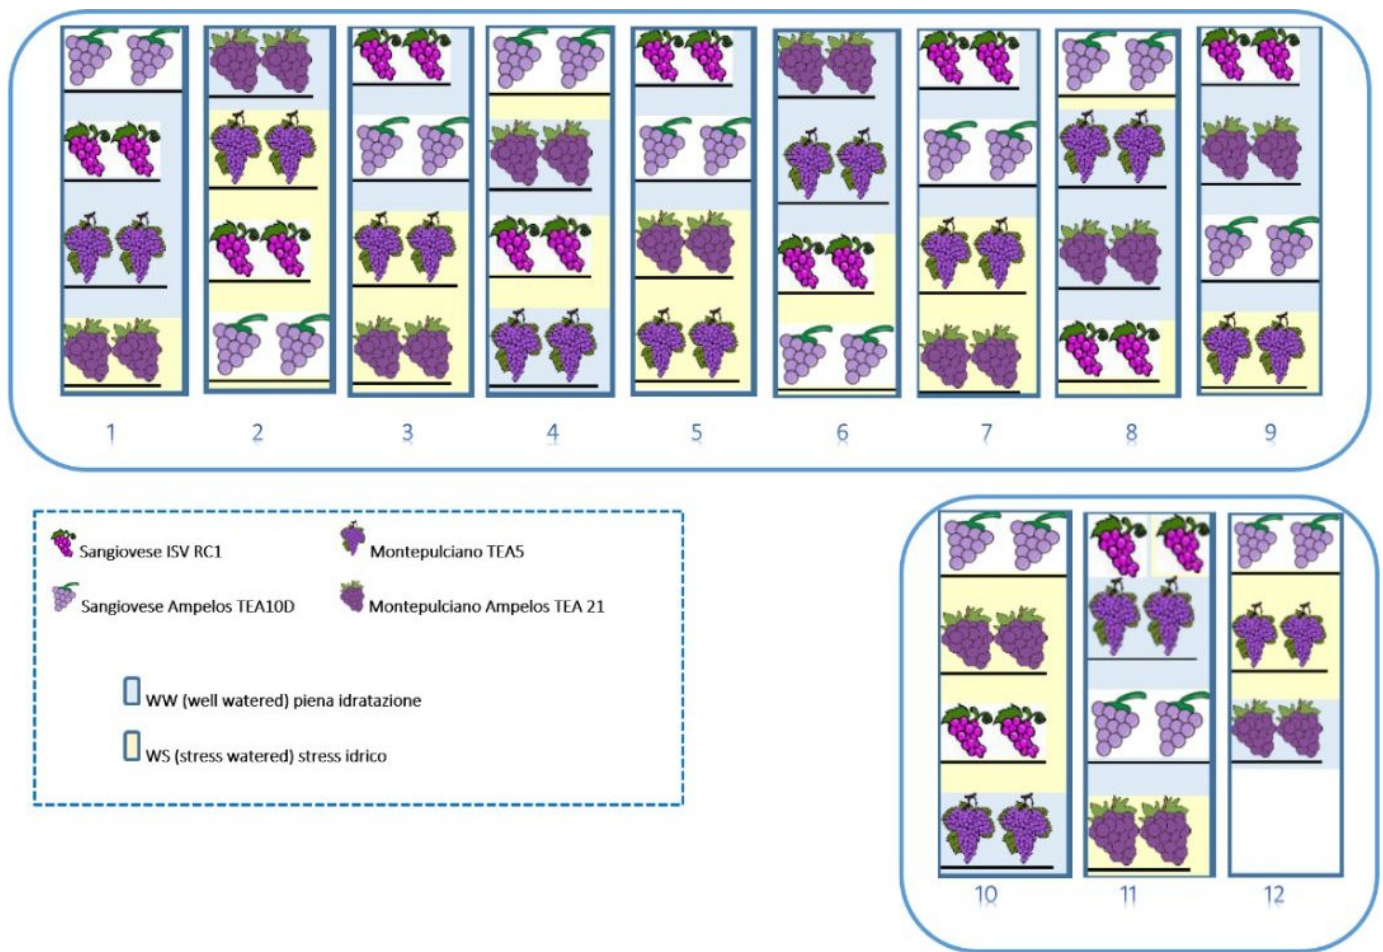 1 2 3 4 5 6 7 8 9
Sangiovese ISV RC1 Montepulciano TEA5
Sangiovese Ampelos TEA10D Montepulciano Ampelos TEA 21
WW (well watered) piena idratazione
WS (stress watered) stress idrico
10 11 12